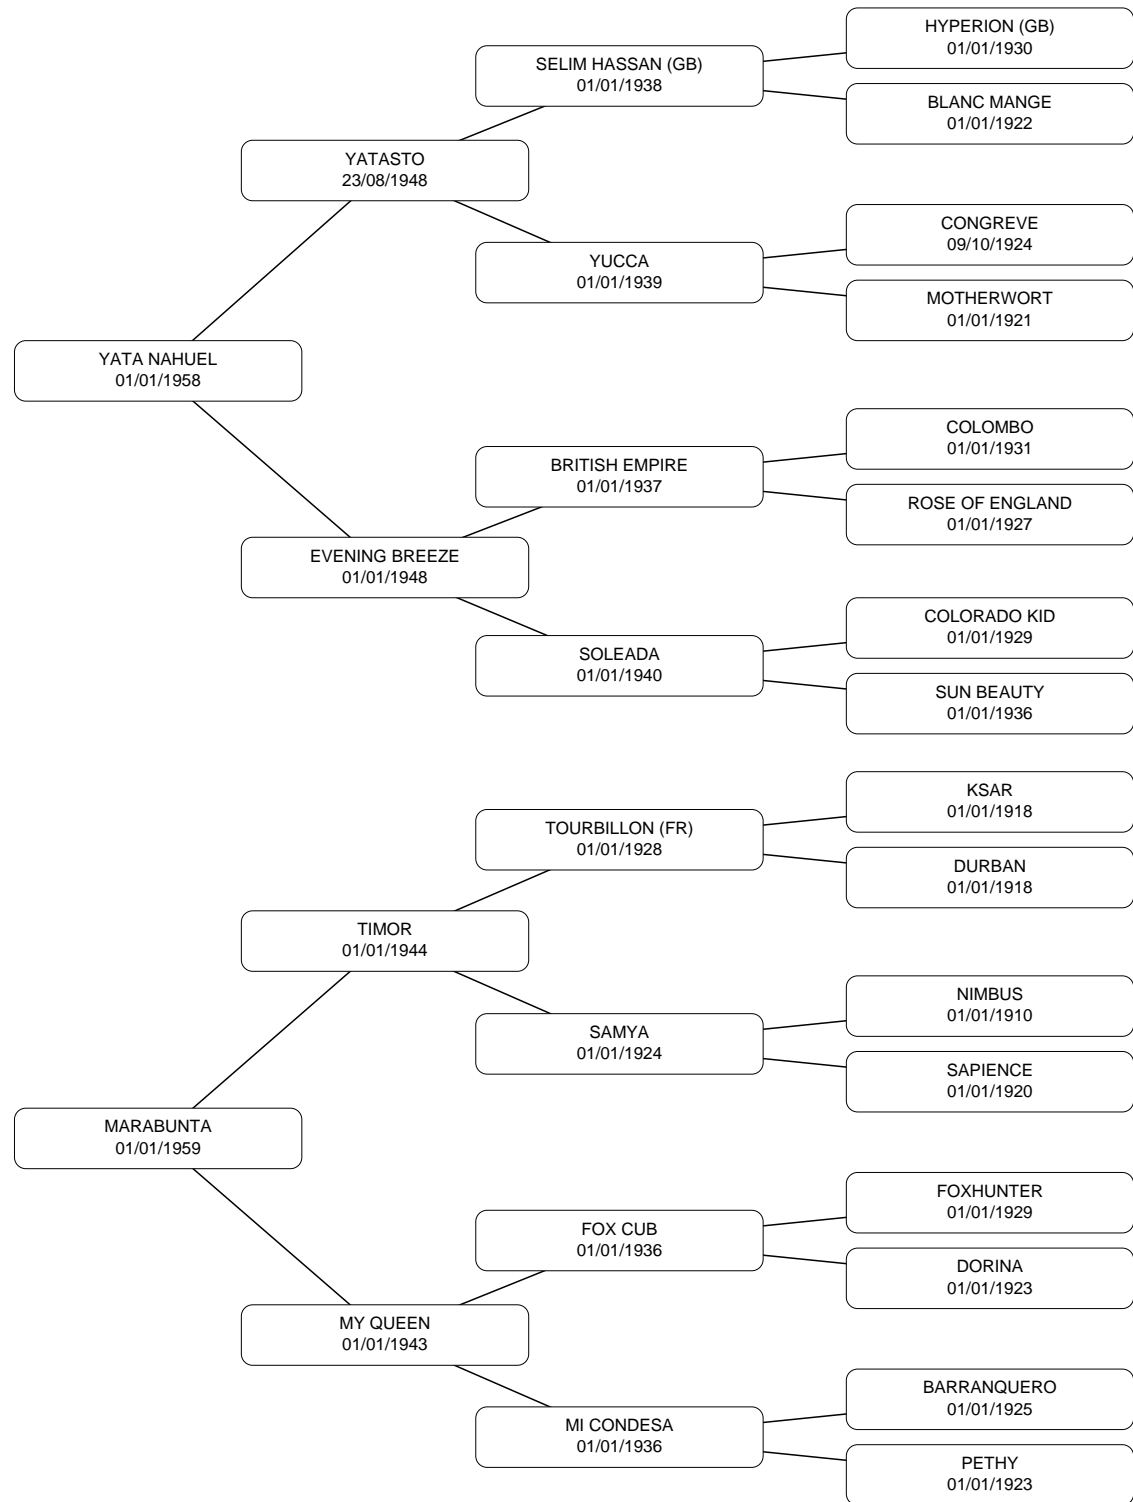 HYPERION (GB)
01/01/1930
SELIM HASSAN (GB)
01/01/1938
BLANC MANGE
01/01/1922
YATASTO
23/08/1948
CONGREVE
09/10/1924
YUCCA
01/01/1939
MOTHERWORT
01/01/1921
YATA NAHUEL
01/01/1958
COLOMBO
01/01/1931
BRITISH EMPIRE
01/01/1937
ROSE OF ENGLAND
01/01/1927
EVENING BREEZE
01/01/1948
COLORADO KID
01/01/1929
SOLEADA
01/01/1940
SUN BEAUTY
01/01/1936
KSAR
01/01/1918
TOURBILLON (FR)
01/01/1928
DURBAN
01/01/1918
TIMOR
01/01/1944
NIMBUS
01/01/1910
SAMYA
01/01/1924
SAPIENCE
01/01/1920
MARABUNTA
01/01/1959
FOXHUNTER
01/01/1929
FOX CUB
01/01/1936
DORINA
01/01/1923
MY QUEEN
01/01/1943
BARRANQUERO
01/01/1925
MI CONDESA
01/01/1936
PETHY
01/01/1923